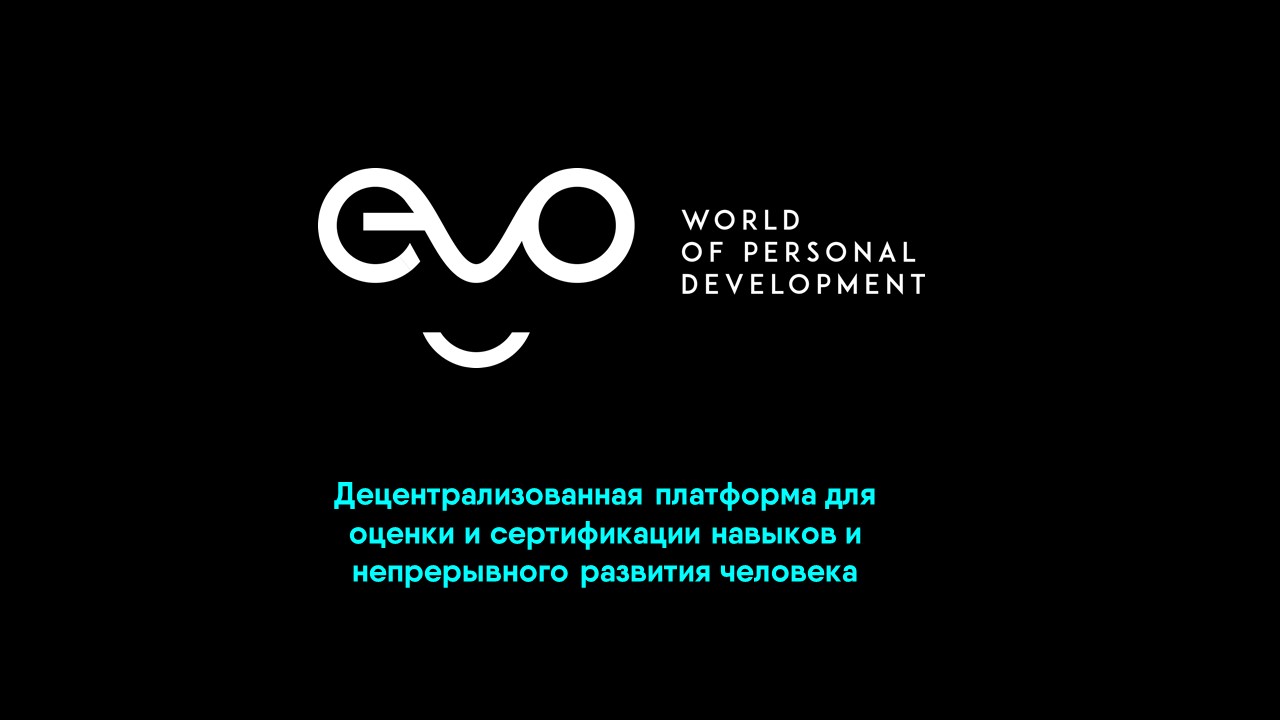 evo
WORLD
OF PERSONAL
DEVELOPMENT
Децентрализованная платформа для
оценки и сертификации навыков и
непрерывного развития человека